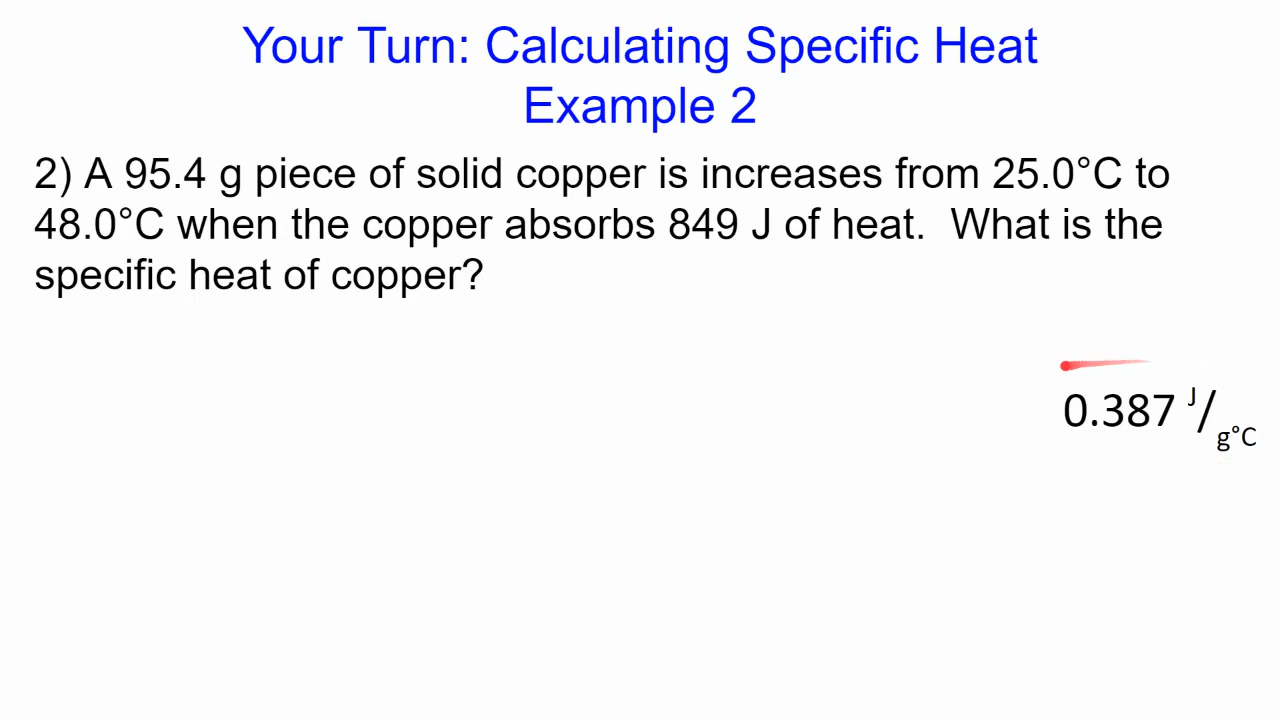 Your Turn: Calculating Specific Heat
Example 2
2) A 95.4 g piece of solid copper is increases from 25.0°C to
48.0°C when the copper absorbs 849 J of heat.  What is the
specific heat of copper?
0.387 J/g°C